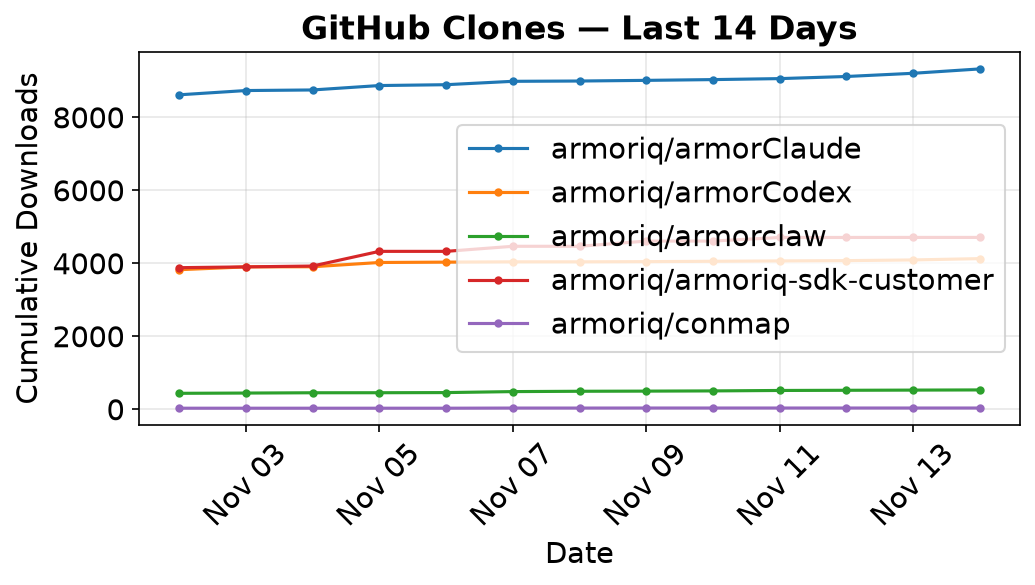 GitHub Clones — Last 14 Days
Cumulative Downloads
8000
6000
4000
2000
0
armoriq/armorClaude
armoriq/armorCodex
armoriq/armorclaw
armoriq/armoriq-sdk-customer
armoriq/conmap
Nov 03
Nov 05
Nov 07
Nov 09
Nov 11
Nov 13
Date